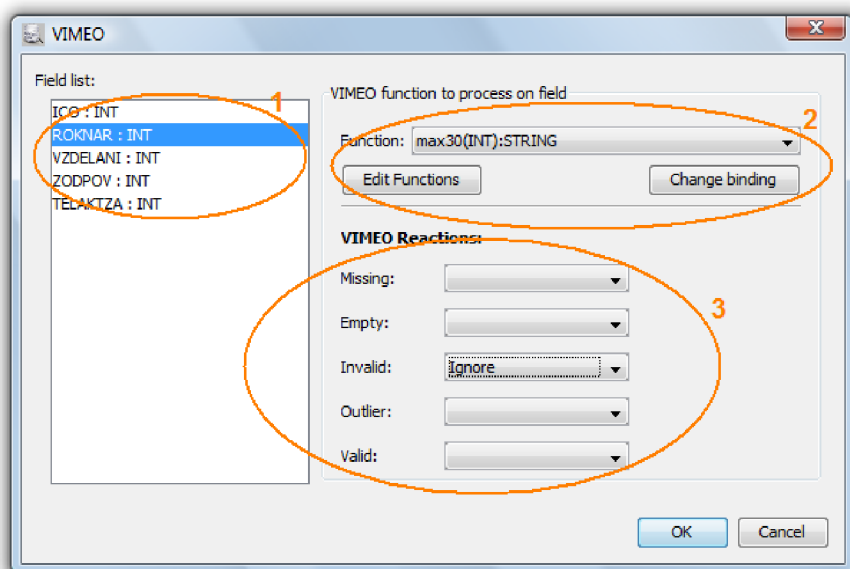 VIMEO
Field list:
1
ICO : INT
ROKNAR : INT
VZDELANI : INT
ZODPOV : INT
TELAKTZA : INT
VIMEO function to process on field
2
Function: max30(INT):STRING
Edit Functions Change binding
VIMEO Reactions:
Missing:
3
Empty:
Invalid: Ignore
Outlier:
Valid:
OK Cancel